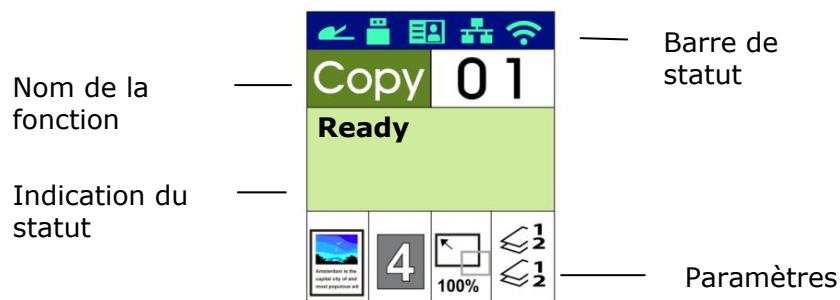 Barre de
statut
Nom de la
fonction
Copy 01
Ready
Indication du
statut
Amsterdam is the
capital city of and
most populous wit
4
100%
1
2
1
2
Paramètres